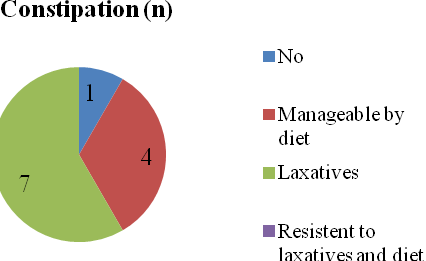 Constipation (n)
No
1
Manageable by
diet
4
Laxatives
7
Resistent to
laxatives and diet